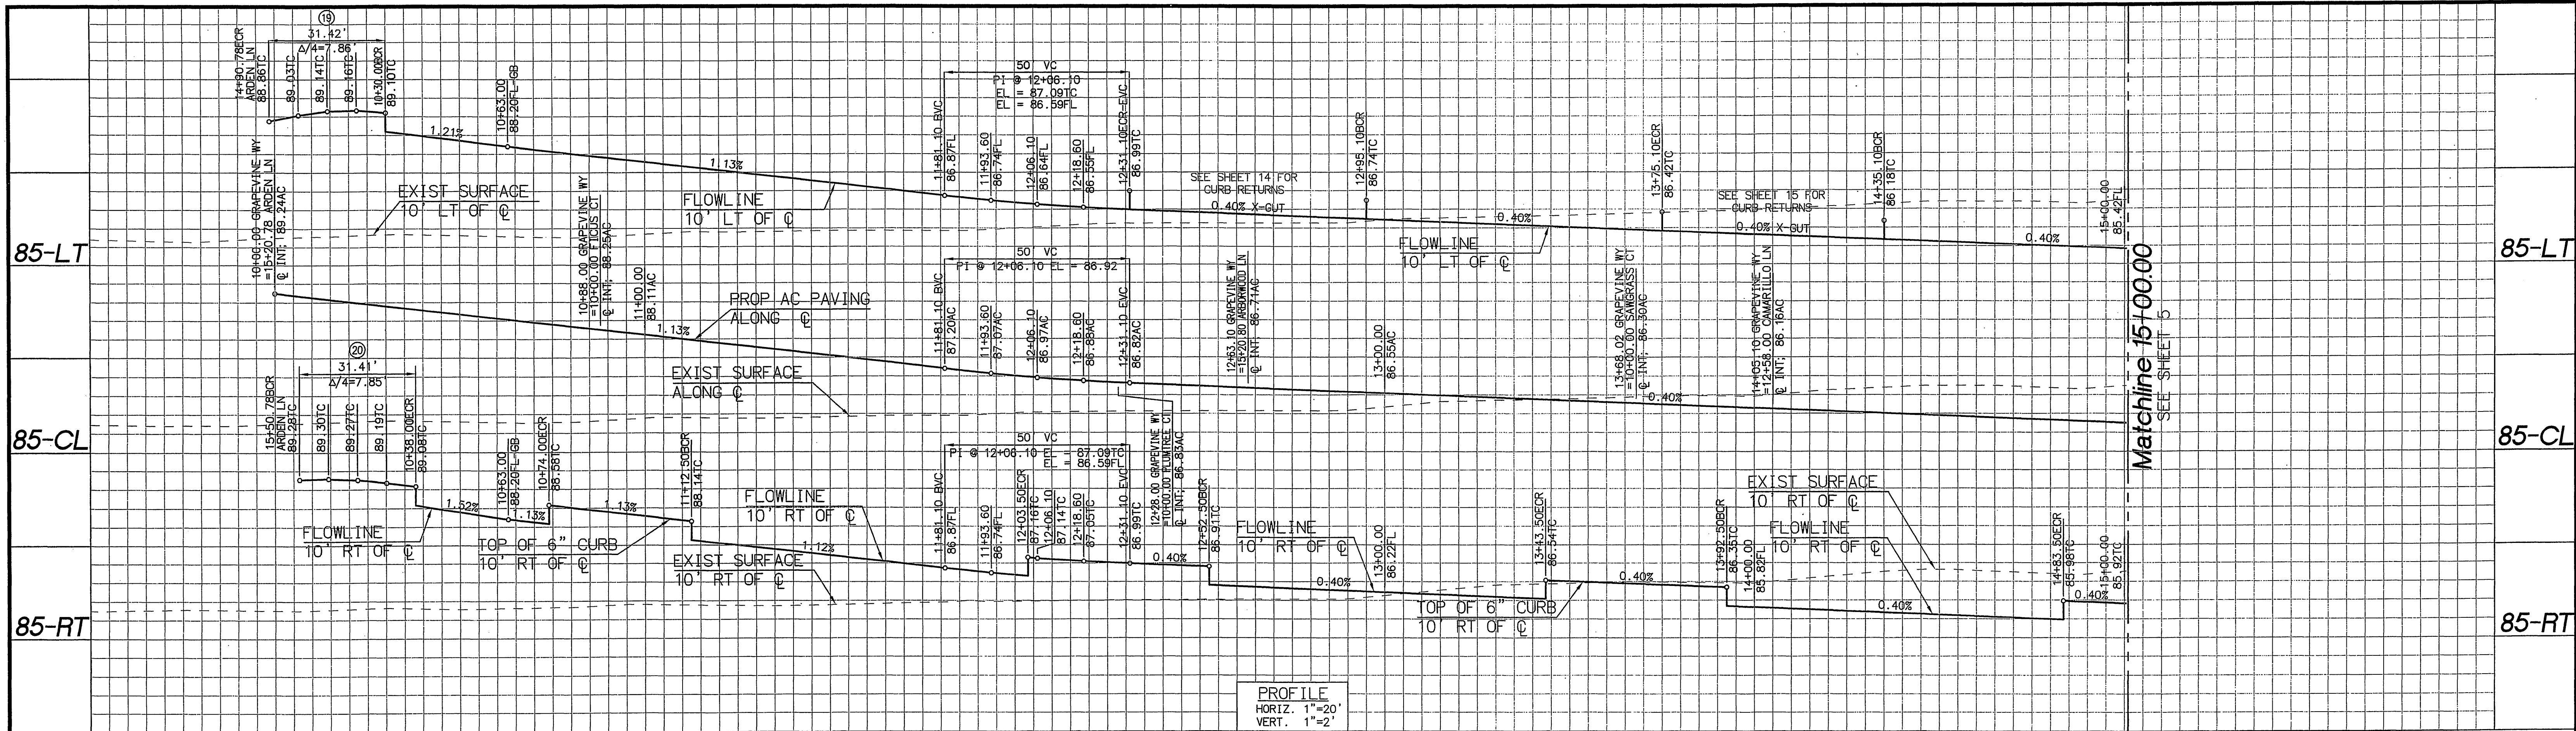 19
31.42'
Δ/4=7.86'
14+90.78ECR
ARDEN LN
88.86TC
89.03TC
89.14TC
89.16TC
10+30.00BCR
89.10TC
1.21%
10+63.00
88.20FL-GB
1.13%
EXIST SURFACE
10' LT OF ℄
FLOWLINE
10' LT OF ℄
50' VC
PI @ 12+06.10
EL = 87.09TC
EL = 86.59FL
11+81.10 BVC
86.87FL
11+93.60
86.74FL
12+06.10
86.64FL
12+18.60
86.55FL
12+31.10ECR-EVC
86.99TC
SEE SHEET 14 FOR
CURB RETURNS
0.40% X-GUT
12+95.10BCR
86.74TC
0.40%
FLOWLINE
10' LT OF ℄
13+75.10ECR
86.42TC
SEE SHEET 15 FOR
CURB RETURNS
0.40% X-GUT
14+35.10BCR
86.18TC
0.40%
15+00.00
85.42FL
85-LT
85-LT
10+00.00 GRAPEVINE WY
=15+20.78 ARDEN LN
℄ INT; 89.24AC
10+88.00 GRAPEVINE WY
=10+00.00 FICUS CT
℄ INT; 88.25AC
11+00.00
88.11AC
1.13%
PROP AC PAVING
ALONG ℄
50' VC
PI @ 12+06.10 EL = 86.92
11+81.10 BVC
87.20AC
11+93.60
87.07AC
12+06.10
86.97AC
12+18.60
86.88AC
12+31.10 EVC
86.82AC
12+28.00 GRAPEVINE WY
=10+00.00 PLUMTREE CT
℄ INT; 86.83AC
12+63.10 GRAPEVINE WY
=15+20.80 ARBORWOOD LN
℄ INT; 86.71AC
13+00.00
86.55AC
13+68.02 GRAPEVINE WY
=10+00.00 SAWGRASS CT
℄ INT; 86.30AC
0.40%
14+05.10 GRAPEVINE WY
=12+58.00 CAMARILLO LN
℄ INT; 86.16AC
Matchline 15+00.00
SEE SHEET 5
EXIST SURFACE
ALONG ℄
85-CL
85-CL
20
31.41'
Δ/4=7.85'
15+50.78BCR
ARDEN LN
89.28TC
89.30TC
89.27TC
89.19TC
10+38.00ECR
89.08TC
1.52%
10+63.00
88.20FL-GB
1.13%
10+74.00ECR
88.58TC
1.13%
11+12.50BCR
88.14TC
FLOWLINE
10' RT OF ℄
TOP OF 6" CURB
10' RT OF ℄
FLOWLINE
10' RT OF ℄
1.12%
EXIST SURFACE
10' RT OF ℄
50' VC
PI @ 12+06.10 EL = 87.09TC
EL = 86.59FL
11+81.10 BVC
86.87FL
11+93.60
86.74FL
12+03.50ECR
87.16TC
12+06.10
87.14TC
12+18.60
87.05TC
12+31.10 EVC
86.99TC
0.40%
12+52.50BCR
86.91TC
FLOWLINE
10' RT OF ℄
0.40%
13+00.00
86.22FL
13+43.50ECR
86.54TC
TOP OF 6" CURB
10' RT OF ℄
0.40%
13+92.50BCR
86.35TC
14+00.00
85.82FL
EXIST SURFACE
10' RT OF ℄
FLOWLINE
10' RT OF ℄
0.40%
14+83.50ECR
85.98TC
0.40%
15+00.00
85.92TC
85-RT
85-RT
PROFILE
HORIZ. 1"=20'
VERT. 1"=2'